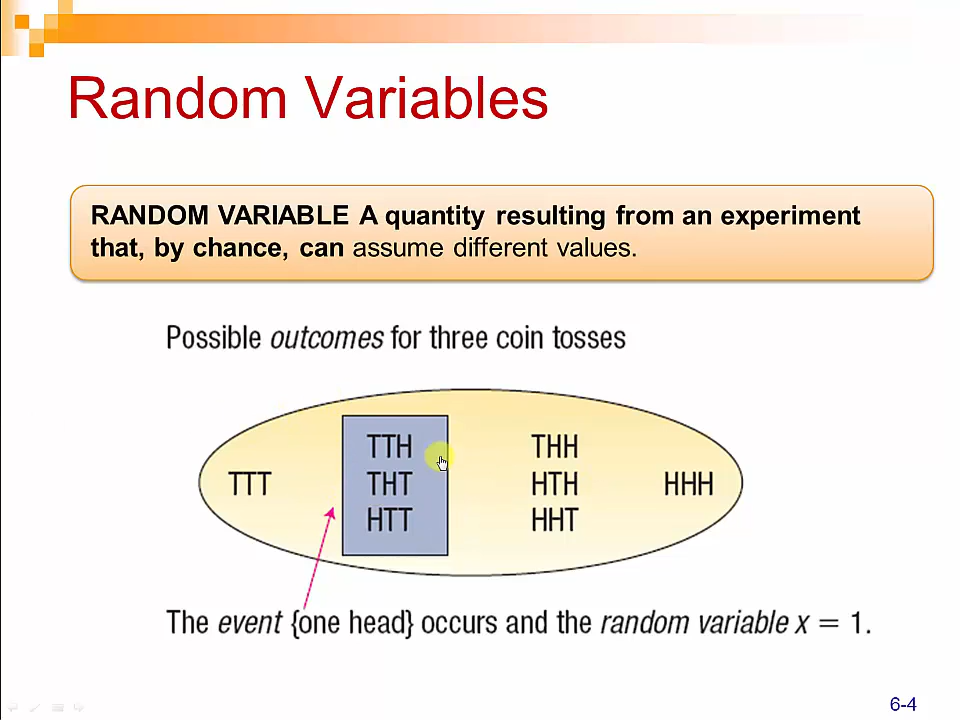 Random Variables
RANDOM VARIABLE A quantity resulting from an experiment
that, by chance, can assume different values.
Possible outcomes for three coin tosses
TTT
TTH
THT
HTT
THH
HTH
HHT
HHH
The event {one head} occurs and the random variable x = 1.
6-4